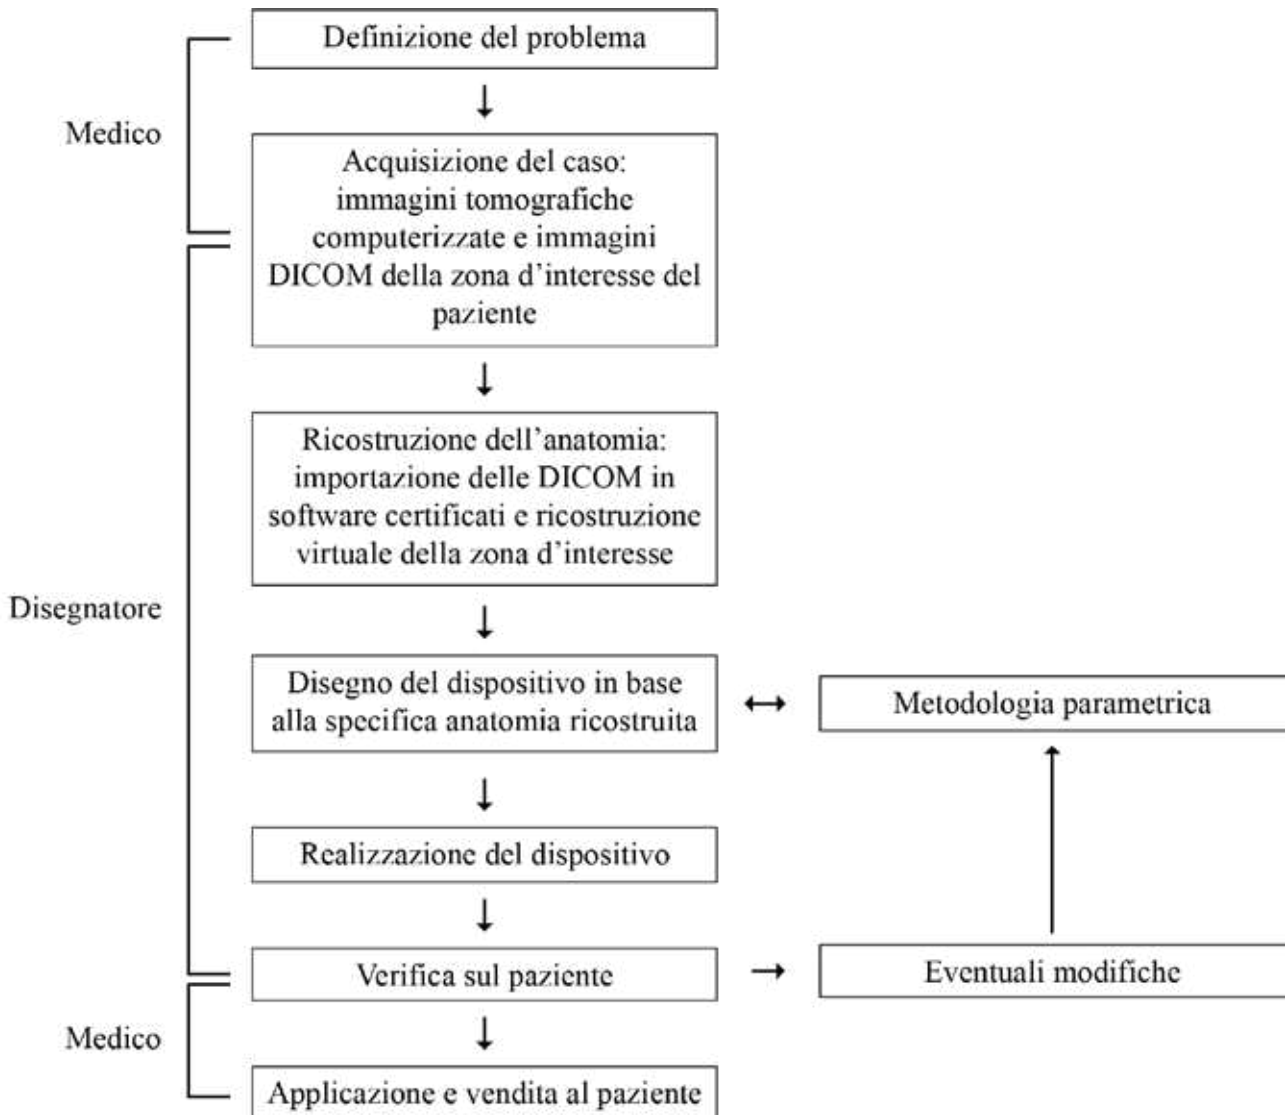 Definizione del problema
Medico
Acquisizione del caso:
immagini tomografiche
computerizzate e immagini
DICOM della zona d’interesse del
paziente
Ricostruzione dell’anatomia:
importazione delle DICOM in
software certificati e ricostruzione
virtuale della zona d’interesse
Disegnatore
Disegno del dispositivo in base
alla specifica anatomia ricostruita
Metodologia parametrica
Realizzazione del dispositivo
Verifica sul paziente
Eventuali modifiche
Medico
Applicazione e vendita al paziente